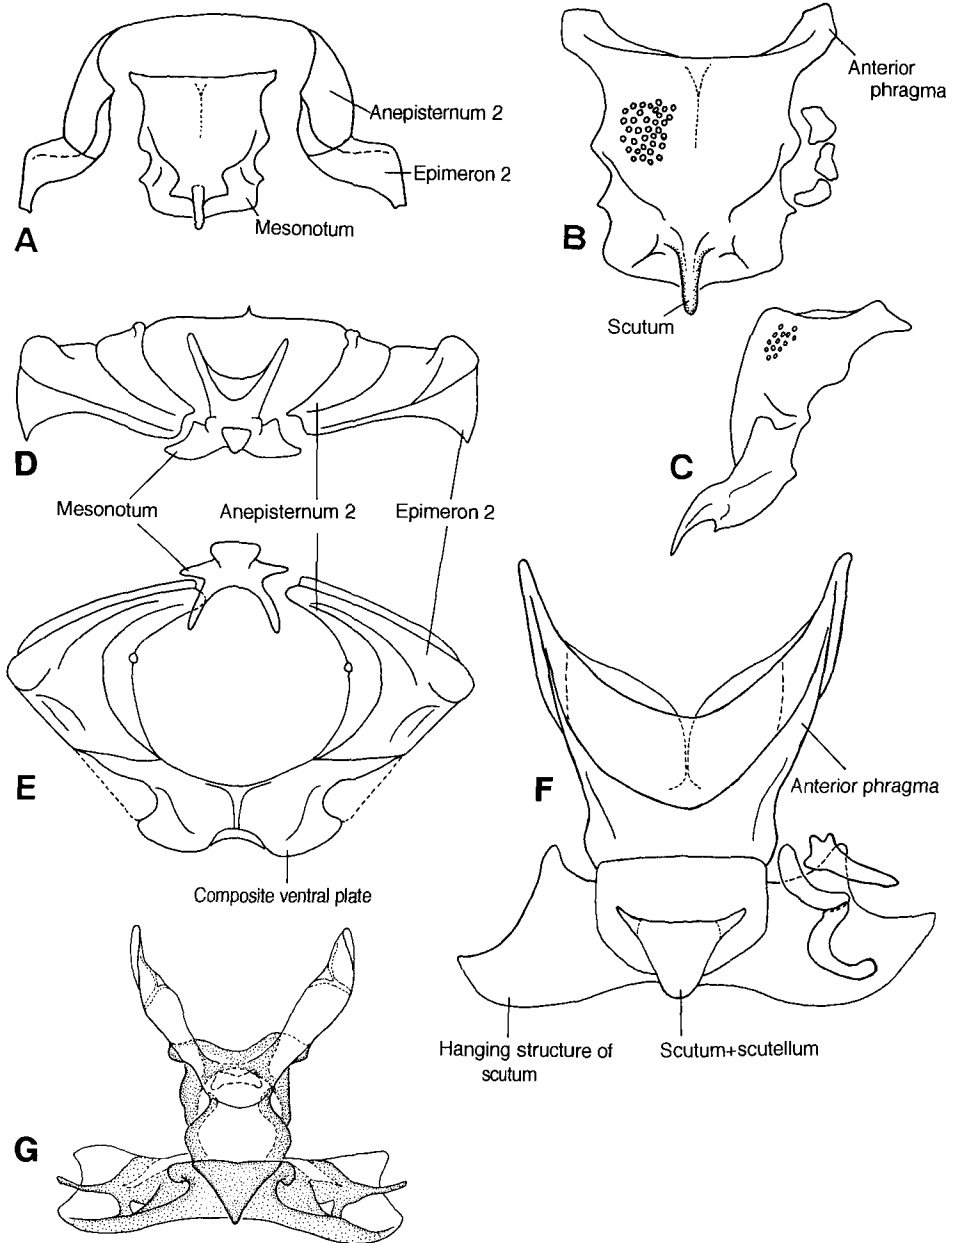 Anepisternum 2
Epimeron 2
Mesonotum
A
Anterior
phragma
B
Scutum
C
D
Mesonotum
Anepisternum 2
Epimeron 2
E
Composite ventral plate
F
Anterior phragma
Hanging structure of
scutum
Scutum+scutellum
G